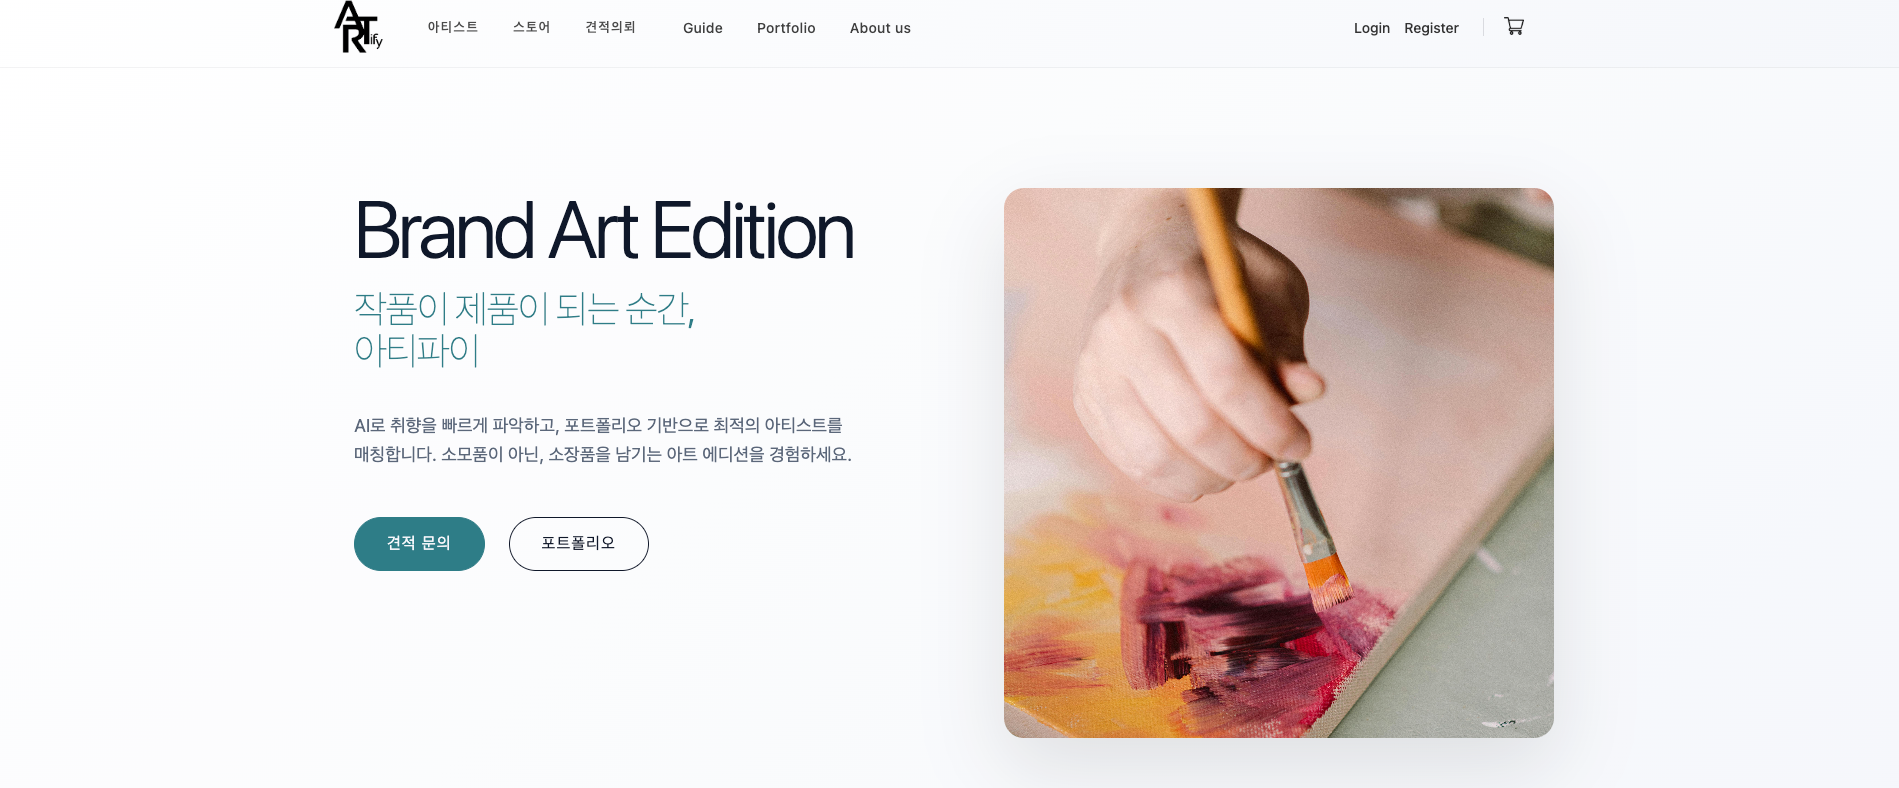 ARTify
아티스트
스토어
견적의뢰
Guide
Portfolio
About us
Login
Register
Brand Art Edition
작품이 제품이 되는 순간,
아티파이
AI로 취향을 빠르게 파악하고, 포트폴리오 기반으로 최적의 아티스트를
매칭합니다. 소모품이 아닌, 소장품을 남기는 아트 에디션을 경험하세요.
견적 문의
포트폴리오